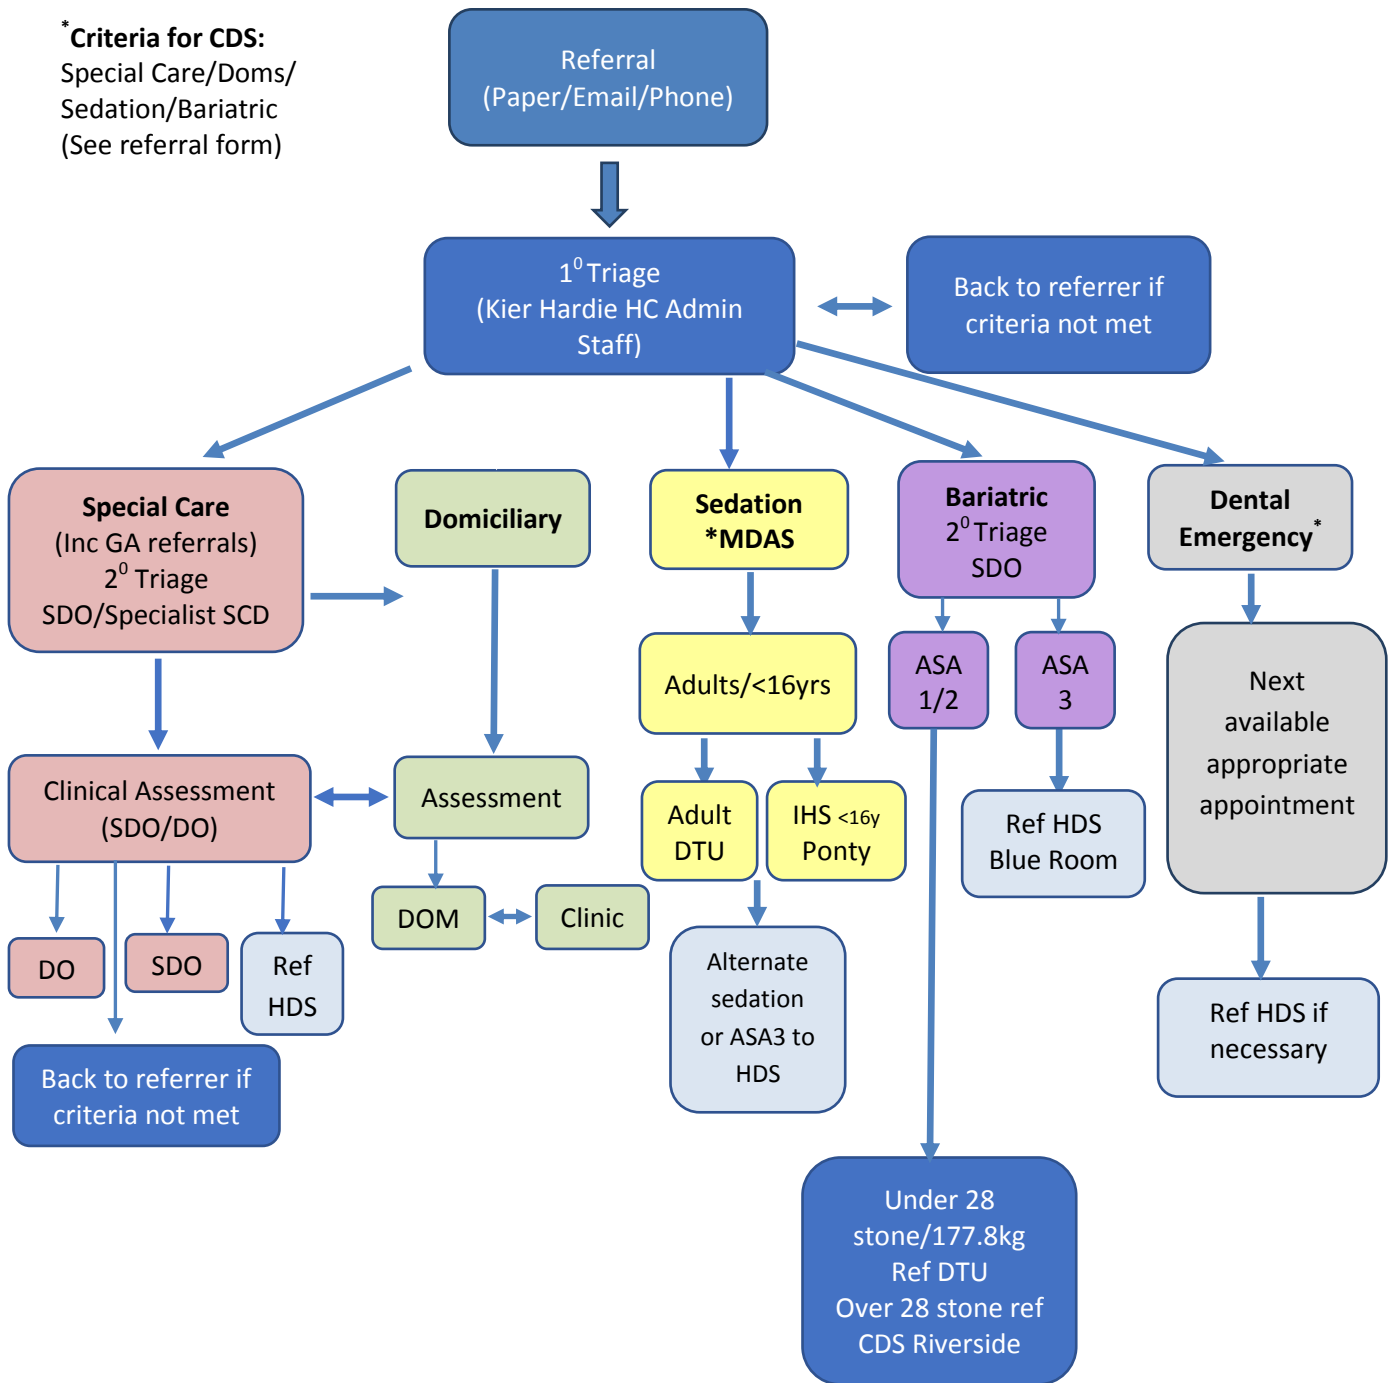 *Criteria for CDS:
Special Care/Doms/
Sedation/Bariatric
(See referral form)
Referral
(Paper/Email/Phone)
1⁰ Triage
(Kier Hardie HC Admin
Staff)
Back to referrer if
criteria not met
Special Care
(Inc GA referrals)
2⁰ Triage
SDO/Specialist SCD
Domiciliary
Sedation
*MDAS
Bariatric
2⁰ Triage
SDO
Dental
Emergency*
Adults/<16yrs
ASA
1/2
ASA
3
Next
available
appropriate
appointment
Clinical Assessment
(SDO/DO)
Assessment
Adult
DTU
IHS <16y
Ponty
Ref HDS
Blue Room
DO
SDO
Ref
HDS
DOM
Clinic
Alternate
sedation
or ASA3 to
HDS
Ref HDS if
necessary
Back to referrer if
criteria not met
Under 28
stone/177.8kg
Ref DTU
Over 28 stone ref
CDS Riverside